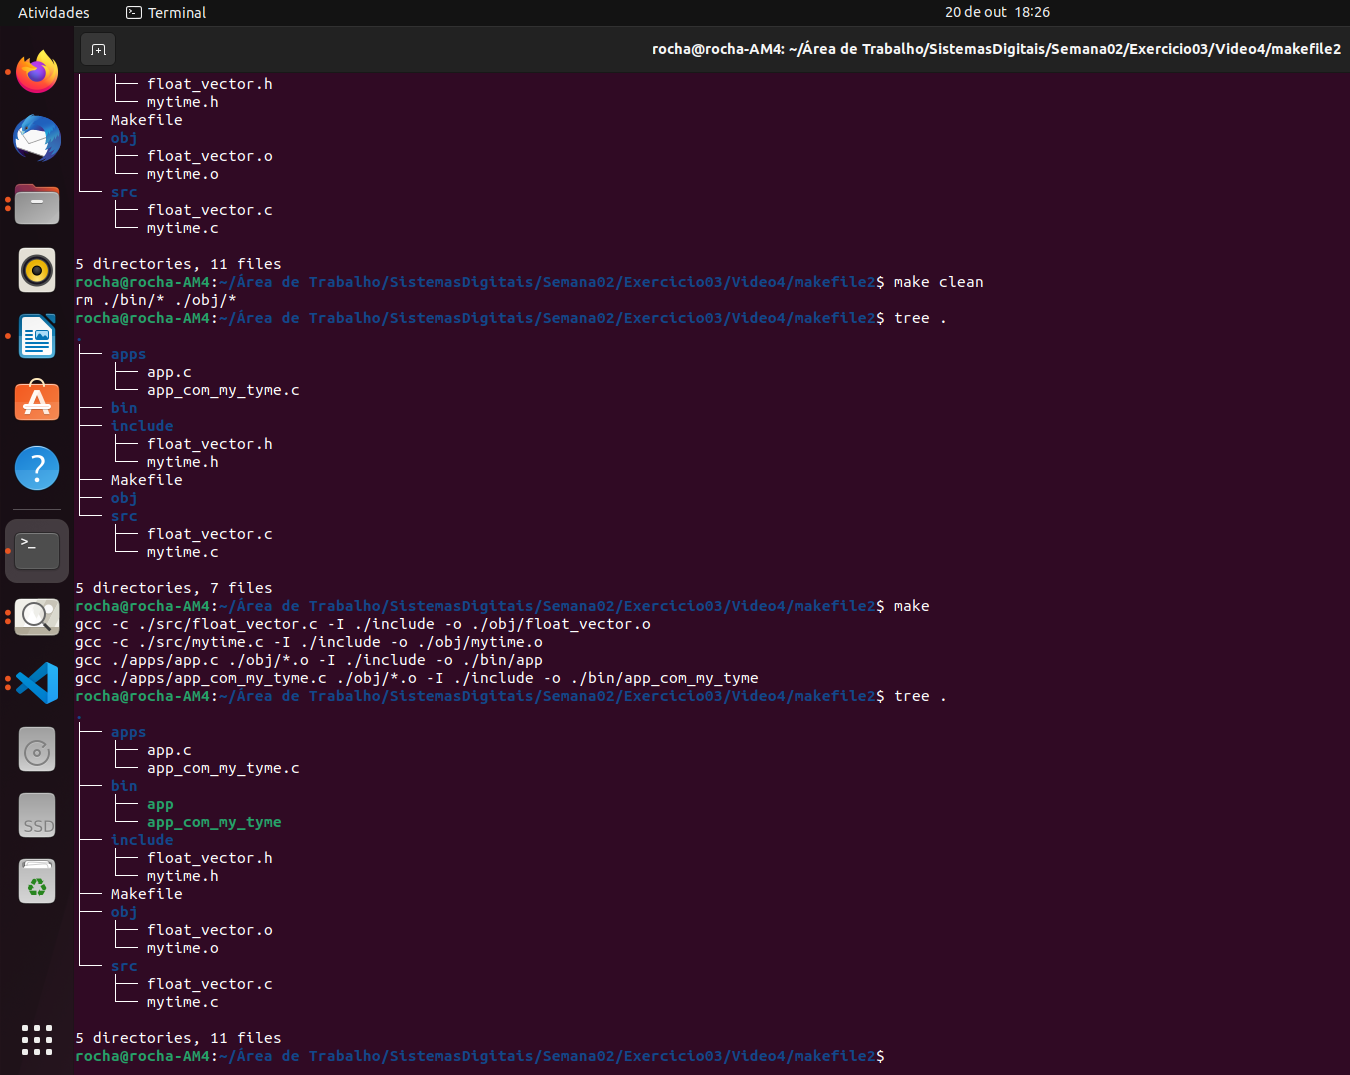 Atividades Terminal 20 de out 18:26
rocha@rocha-AM4: ~/Área de Trabalho/SistemasDigitais/Semana02/Exercicio03/Video4/makefile2
float_vector.h
mytime.h
Makefile
obj
float_vector.o
mytime.o
src
float_vector.c
mytime.c
5 directories, 11 files
rocha@rocha-AM4:~/Área de Trabalho/SistemasDigitais/Semana02/Exercicio03/Video4/makefile2$ make clean
rm ./bin/* ./obj/*
rocha@rocha-AM4:~/Área de Trabalho/SistemasDigitais/Semana02/Exercicio03/Video4/makefile2$ tree .
.
apps
app.c
app_com_my_tyme.c
bin
include
float_vector.h
mytime.h
Makefile
obj
src
float_vector.c
mytime.c
5 directories, 7 files
rocha@rocha-AM4:~/Área de Trabalho/SistemasDigitais/Semana02/Exercicio03/Video4/makefile2$ make
gcc -c ./src/float_vector.c -I ./include -o ./obj/float_vector.o
gcc -c ./src/mytime.c -I ./include -o ./obj/mytime.o
gcc ./apps/app.c ./obj/*.o -I ./include -o ./bin/app
gcc ./apps/app_com_my_tyme.c ./obj/*.o -I ./include -o ./bin/app_com_my_tyme
rocha@rocha-AM4:~/Área de Trabalho/SistemasDigitais/Semana02/Exercicio03/Video4/makefile2$ tree .
.
apps
app.c
app_com_my_tyme.c
bin
app
app_com_my_tyme
include
float_vector.h
mytime.h
Makefile
obj
float_vector.o
mytime.o
src
float_vector.c
mytime.c
5 directories, 11 files
rocha@rocha-AM4:~/Área de Trabalho/SistemasDigitais/Semana02/Exercicio03/Video4/makefile2$
SSD